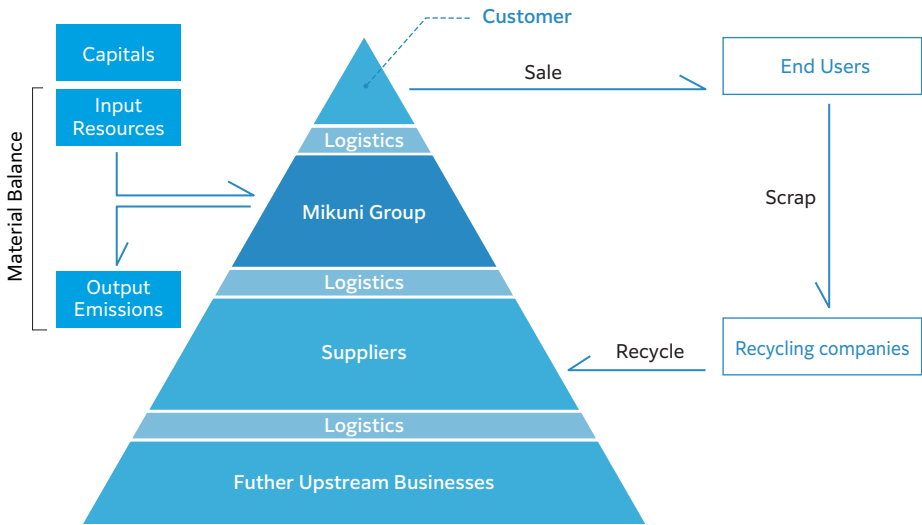 Customer
Capitals
Sale
End Users
Input
Resources
Logistics
Material Balance
Mikuni Group
Scrap
Output
Emissions
Logistics
Suppliers
Recycle
Recycling companies
Logistics
Futher Upstream Businesses